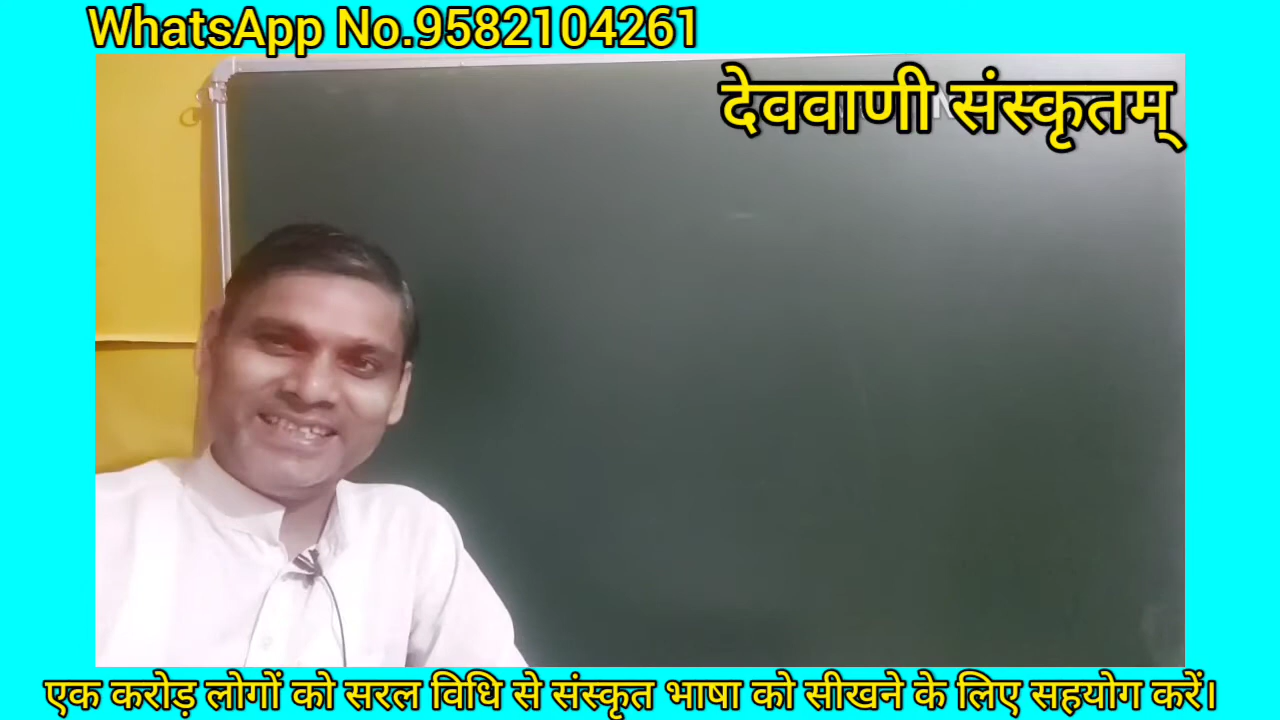 WhatsApp No.9582104261
देववाणी संस्कृतम्
एक करोड़ लोगों को सरल विधि से संस्कृत भाषा को सीखने के लिए सहयोग करें।